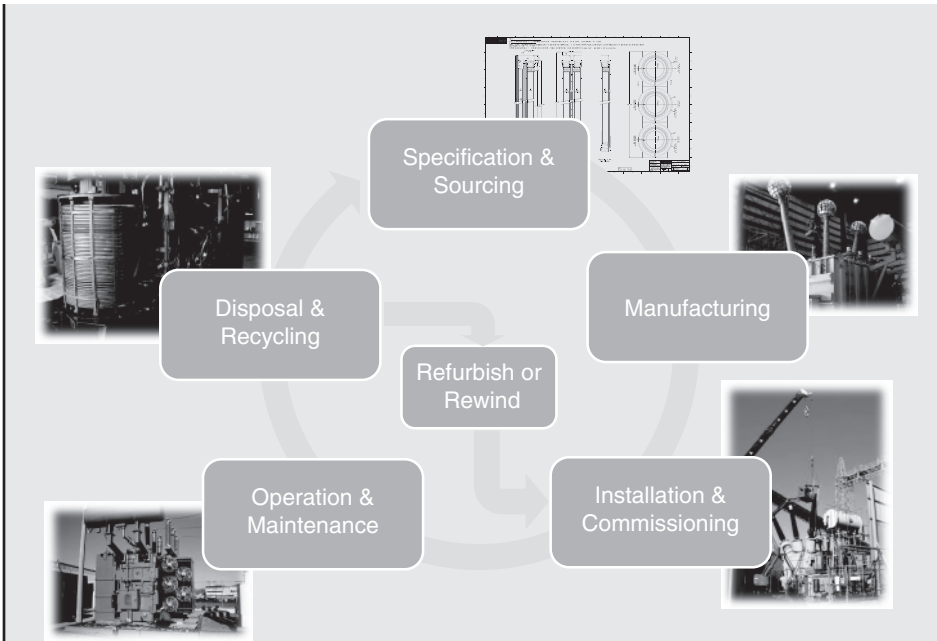 Specification &
Sourcing
Manufacturing
Disposal &
Recycling
Refurbish or
Rewind
Operation &
Maintenance
Installation &
Commissioning